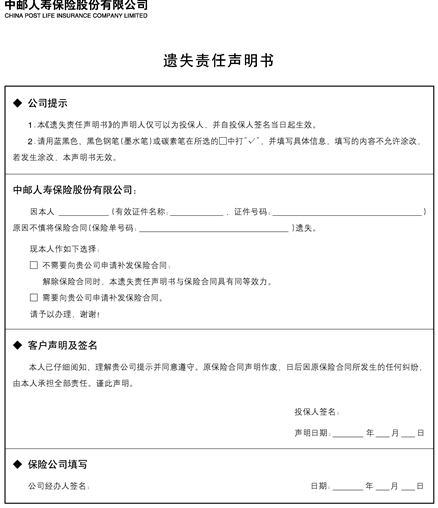 中邮人寿保险股份有限公司
CHINA POST LIFE INSURANCE COMPANY LIMITED
遗失责任声明书
◆ 公司提示
1.本《遗失责任声明书》的声明人仅可以为投保人，并自投保人签名当日起生效。
2.请用蓝黑色、黑色钢笔(墨水笔)或碳素笔在所选的□中打“✓”，并填写具体信息，填写的内容不允许涂改，
若发生涂改，本声明书无效。
中邮人寿保险股份有限公司：
因本人 __________ (有效证件名称：__________ ，证件号码：______________________________)
原因不慎将保险合同(保险单号码：______________________________ )遗失。
现本人作如下选择：
□ 不需要向贵公司申请补发保险合同；
解除保险合同时，本遗失责任声明书与保险合同具有同等效力。
□ 需要向贵公司申请补发保险合同。
请予以办理，谢谢！
◆ 客户声明及签名
本人已仔细阅知、理解贵公司提示并同意遵守。原保险合同声明作废，日后因原保险合同所发生的任何纠纷，
由本人承担全部责任。谨此声明。
投保人签名：
声明日期：______ 年 ___ 月 ___ 日
◆ 保险公司填写
公司经办人签名：
日期：______ 年 ___ 月 ___ 日